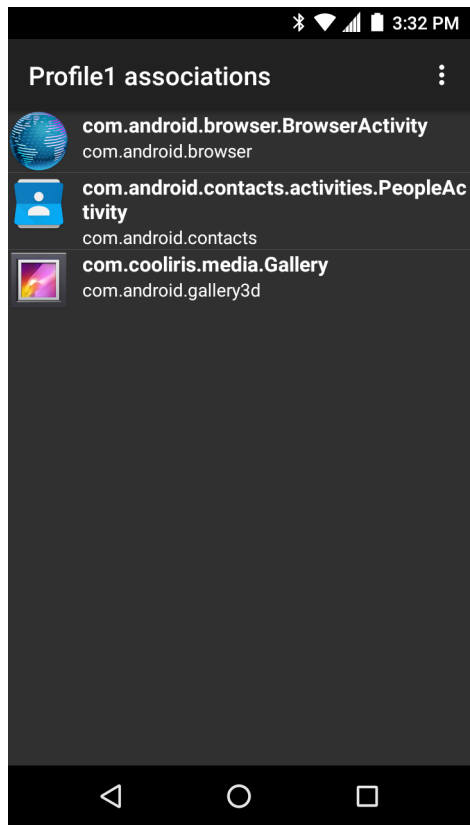 3:32 PM
Profile1 associations
com.android.browser.BrowserActivity
com.android.browser
com.android.contacts.activities.PeopleAc
tivity
com.android.contacts
com.cooliris.media.Gallery
com.android.gallery3d